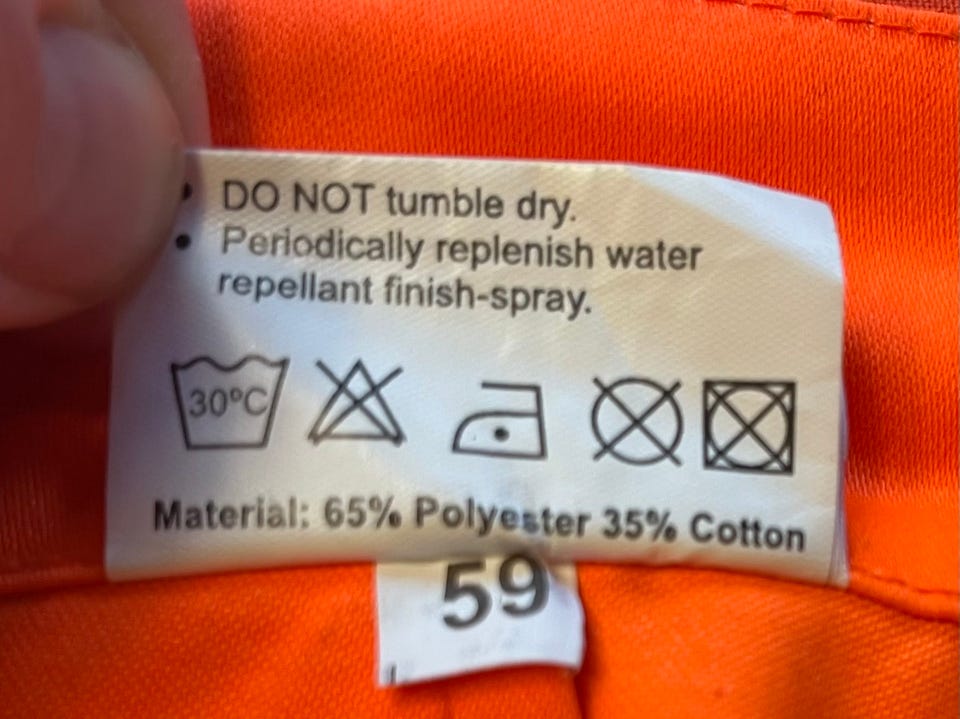 • DO NOT tumble dry.
• Periodically replenish water
repellant finish-spray.
30°C
Material: 65% Polyester 35% Cotton
59